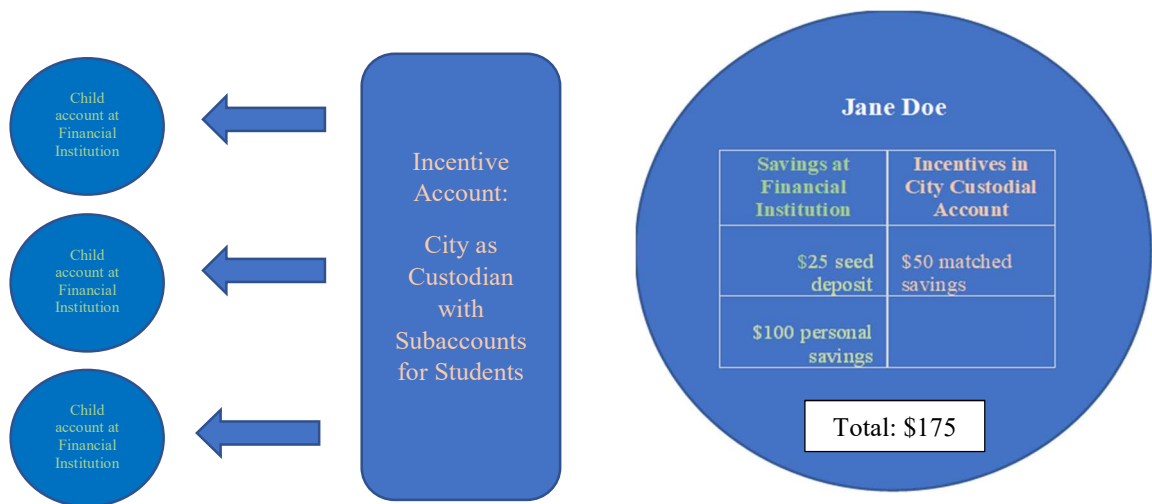 Child
account at
Financial
Institution
Child
account at
Financial
Institution
Child
account at
Financial
Institution
Incentive
Account:
City as
Custodian
with
Subaccounts
for Students
Jane Doe
Savings at
Financial
Institution
Incentives in
City Custodial
Account
$25 seed
deposit
$50 matched
savings
$100 personal
savings
Total: $175